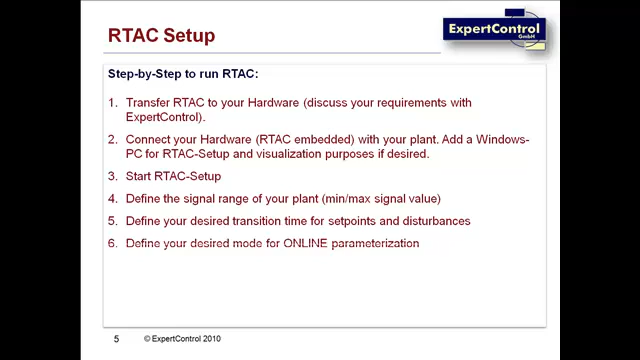 RTAC Setup
ExpertControl
GmbH
Step-by-Step to run RTAC:
1. Transfer RTAC to your Hardware (discuss your requirements with
ExpertControl).
2. Connect your Hardware (RTAC embedded) with your plant. Add a Windows-
PC for RTAC-Setup and visualization purposes if desired.
3. Start RTAC-Setup
4. Define the signal range of your plant (min/max signal value)
5. Define your desired transition time for setpoints and disturbances
6. Define your desired mode for ONLINE parameterization
5 © ExpertControl 2010